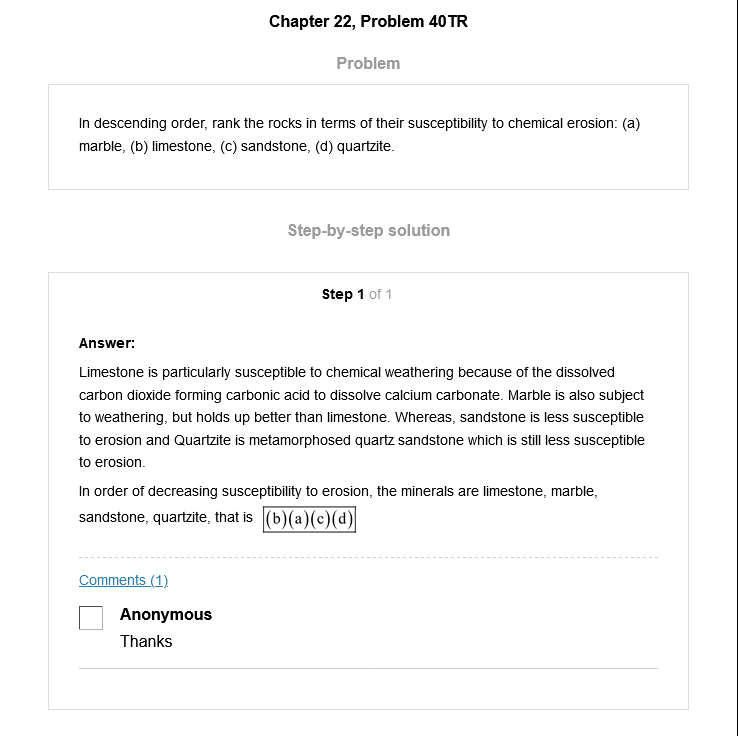 Chapter 22, Problem 40TR
Problem
In descending order, rank the rocks in terms of their susceptibility to chemical erosion: (a)
marble, (b) limestone, (c) sandstone, (d) quartzite.
Step-by-step solution
Step 1 of 1
Answer:
Limestone is particularly susceptible to chemical weathering because of the dissolved
carbon dioxide forming carbonic acid to dissolve calcium carbonate. Marble is also subject
to weathering, but holds up better than limestone. Whereas, sandstone is less susceptible
to erosion and Quartzite is metamorphosed quartz sandstone which is still less susceptible
to erosion.
In order of decreasing susceptibility to erosion, the minerals are limestone, marble,
sandstone, quartzite, that is (b)(a)(c)(d)
Comments (1)
Anonymous
Thanks